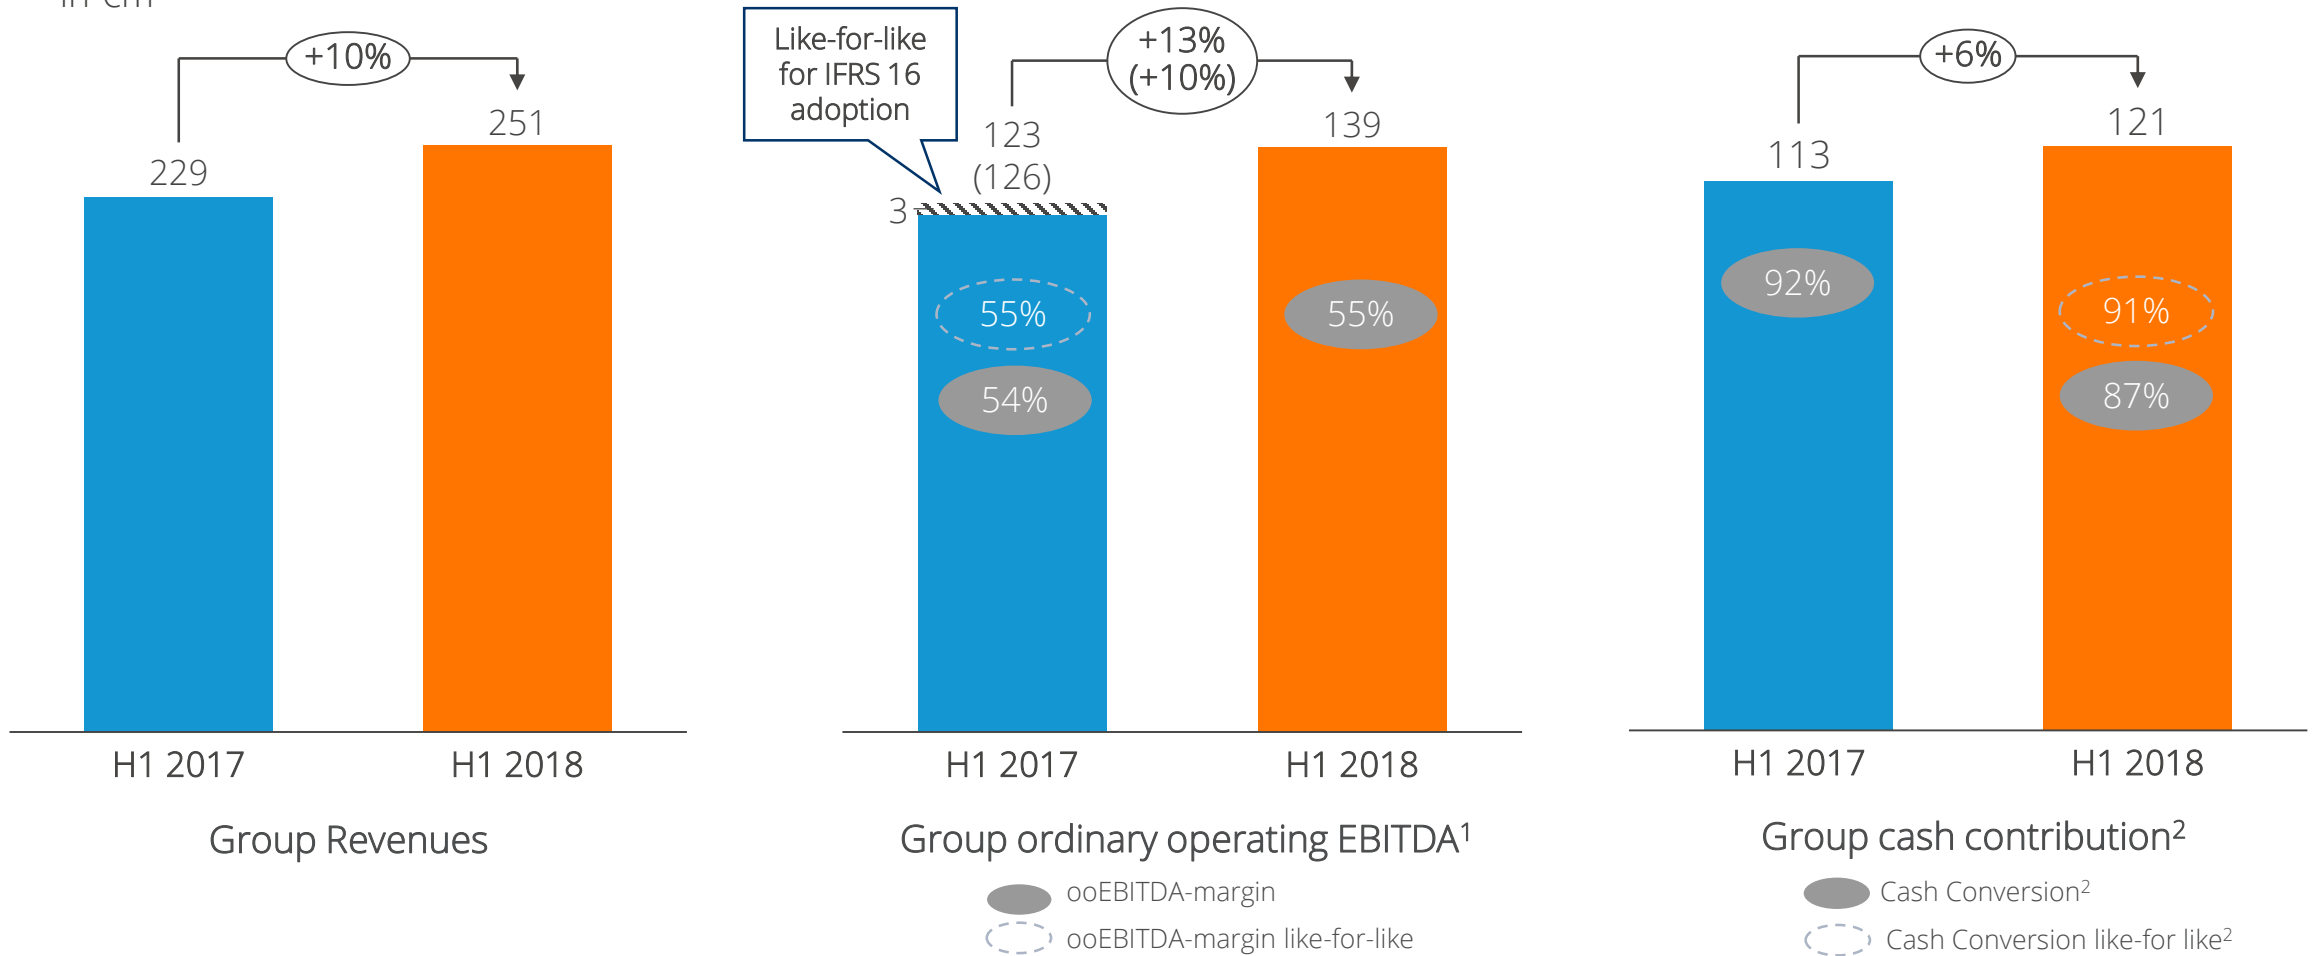 +10%
229
251
H1 2017
H1 2018
Group Revenues
Like-for-like
for IFRS 16
adoption
+13%
(+10%)
123
(126)
3
139
55%
54%
55%
H1 2017
H1 2018
Group ordinary operating EBITDA¹
ooEBITDA-margin
ooEBITDA-margin like-for-like
+6%
113
121
92%
91%
87%
H1 2017
H1 2018
Group cash contribution²
Cash Conversion²
Cash Conversion like-for like²